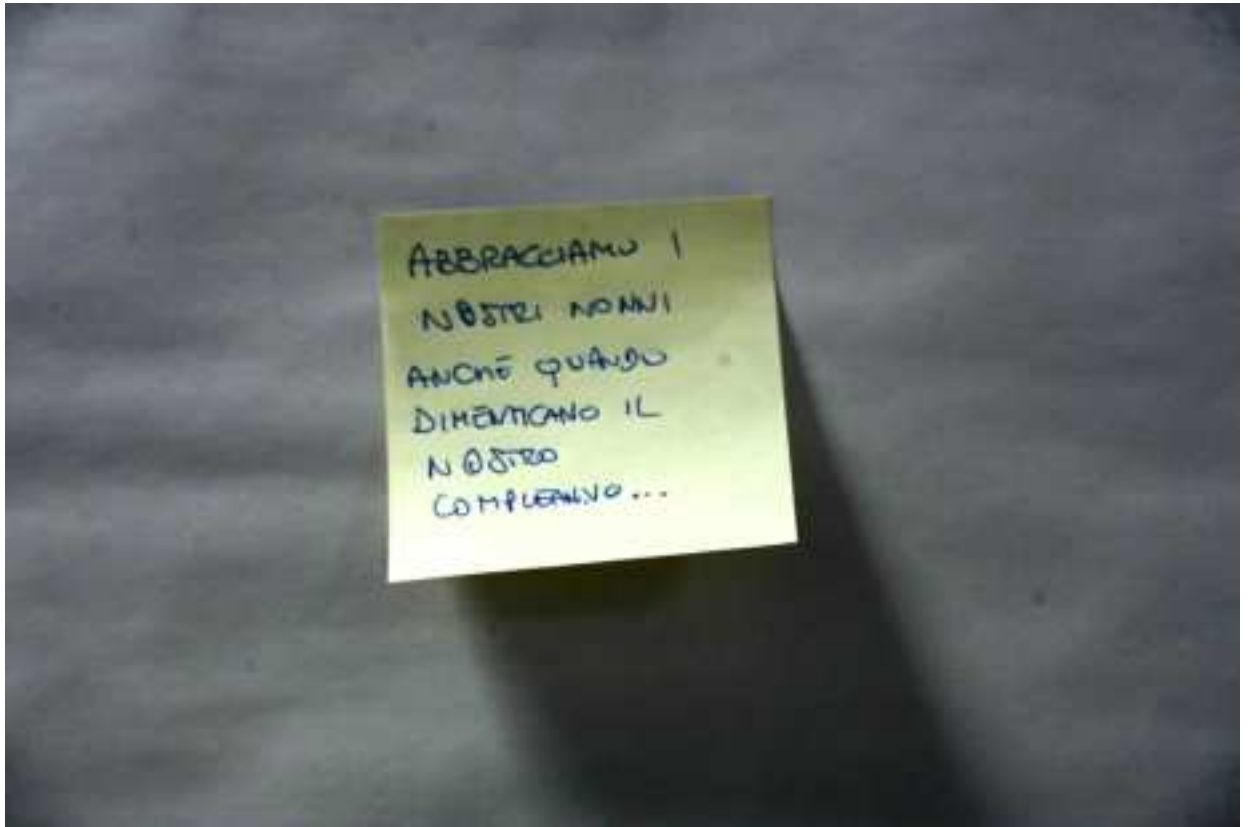 ABBRACCIAMO I
NOSTRI NONNI
ANCHE QUANDO
DIMENTICANO IL
NOSTRO
COMPLEANNO...